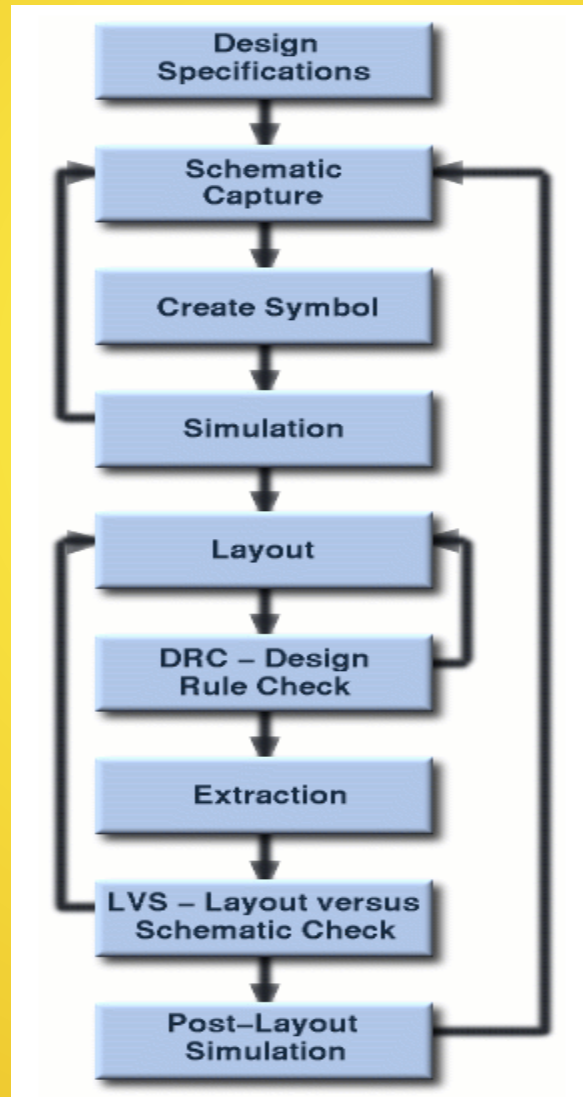 Design
Specifications
Schematic
Capture
Create Symbol
Simulation
Layout
DRC – Design
Rule Check
Extraction
LVS – Layout versus
Schematic Check
Post–Layout
Simulation